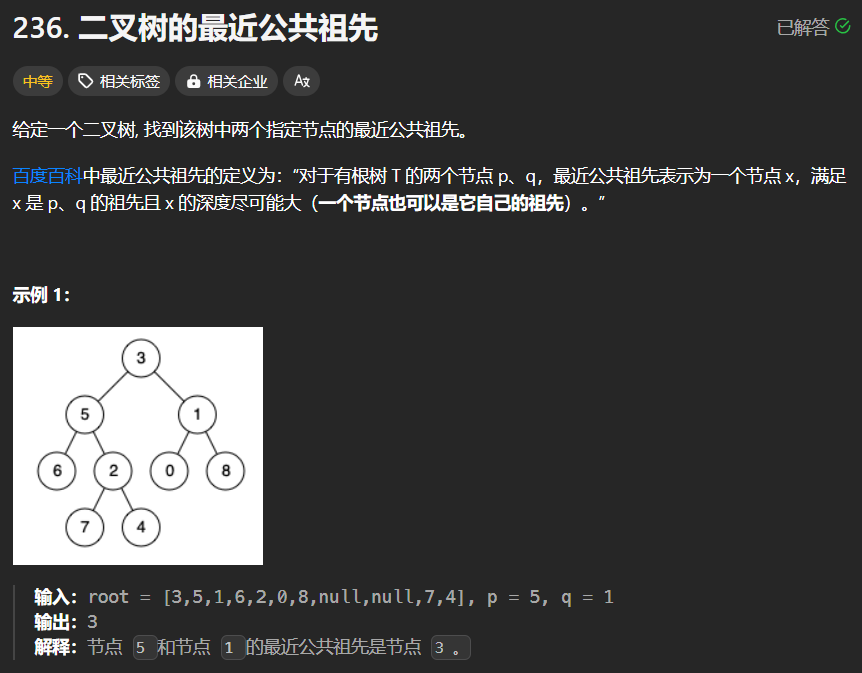 236. 二叉树的最近公共祖先
已解答
中等 相关标签 相关企业
给定一个二叉树, 找到该树中两个指定节点的最近公共祖先。
百度百科中最近公共祖先的定义为：“对于有根树 T 的两个节点 p、q，最近公共祖先表示为一个节点 x，满足
x 是 p、q 的祖先且 x 的深度尽可能大（一个节点也可以是它自己的祖先）。”
示例 1：
3
5 1
6 2 0 8
7 4
输入：root = [3,5,1,6,2,0,8,null,null,7,4], p = 5, q = 1
输出：3
解释：节点 5 和节点 1 的最近公共祖先是节点 3 。